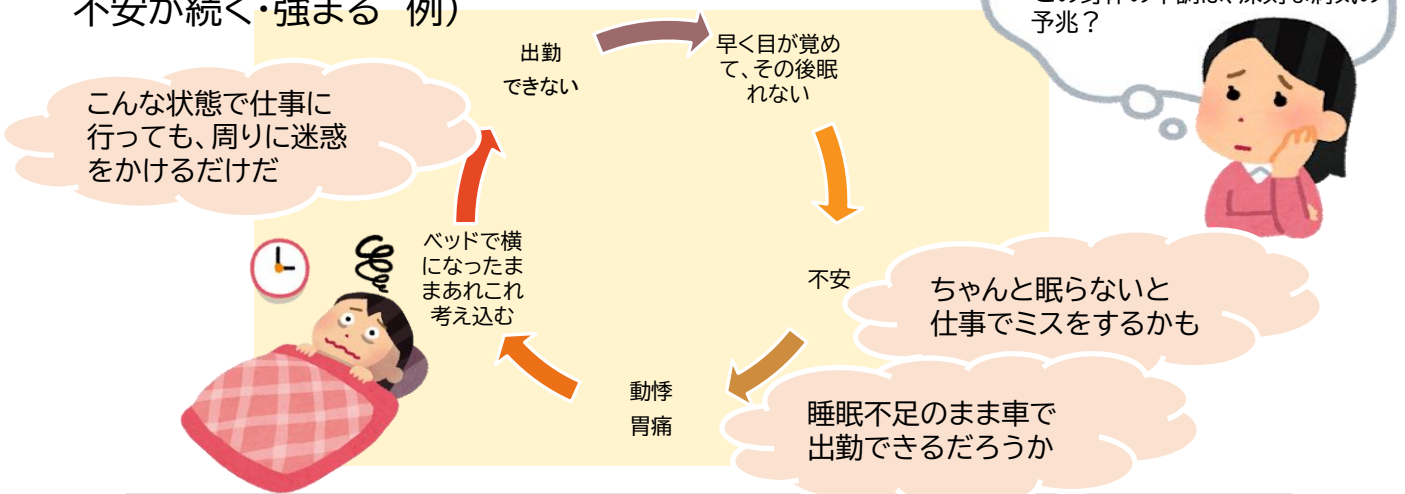 不安が続く・強まる 例）
予兆？
出勤
できない
早く目が覚め
て、その後眠
れない
こんな状態で仕事に
行っても、周りに迷惑
をかけるだけだ
ベッドで横
になったま
まあれこれ
考え込む
不安
ちゃんと眠らないと
仕事でミスをするかも
動悸
胃痛
睡眠不足のまま車で
出勤できるだろうか